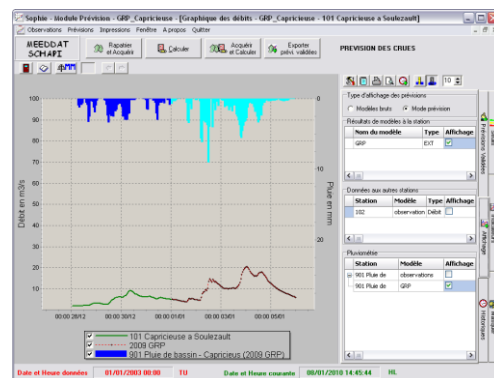 Sophie - Module Prévision - GRP_Capricieuse - [Graphique des débits - GRP_Capricieuse - 101 Capricieuse a Soulezault]
Observations Prévisions Impressions Fenêtre A propos Quitter
MEEDDAT
SCHAPI
Rapatrier
et Acquérir
Calculer
Acquérir
et Calculer
Exporter
prévi. validées
PREVISION DES CRUES
10
Type d'affichage des prévisions
Modèles bruts Mode prévision
Résultats de modèles à la station
Nom du modèle Type Affichage
GRP EXT
Données aux autres stations
Station Modèle Type Affichage
102 observation Débit
Pluviométrie
Station Modèle Affichage
901 Pluie de observations
901 Pluie de GRP
Prévisions Validées
Affichage
Historiques
Débit en m3/s
100
90
80
70
60
50
40
30
20
10
0
10
20
Pluie en mm
00:00 28/12 00:00 30/12 00:00 01/01 00:00 03/01 00:00 05/01
101 Capricieuse a Soulezault
2009 GRP
901 Pluie de bassin - Capricieus (2009 GRP)
Date et Heure données 01/01/2003 00:00 TU Date et Heure courante 08/01/2010 14:45:44 HL